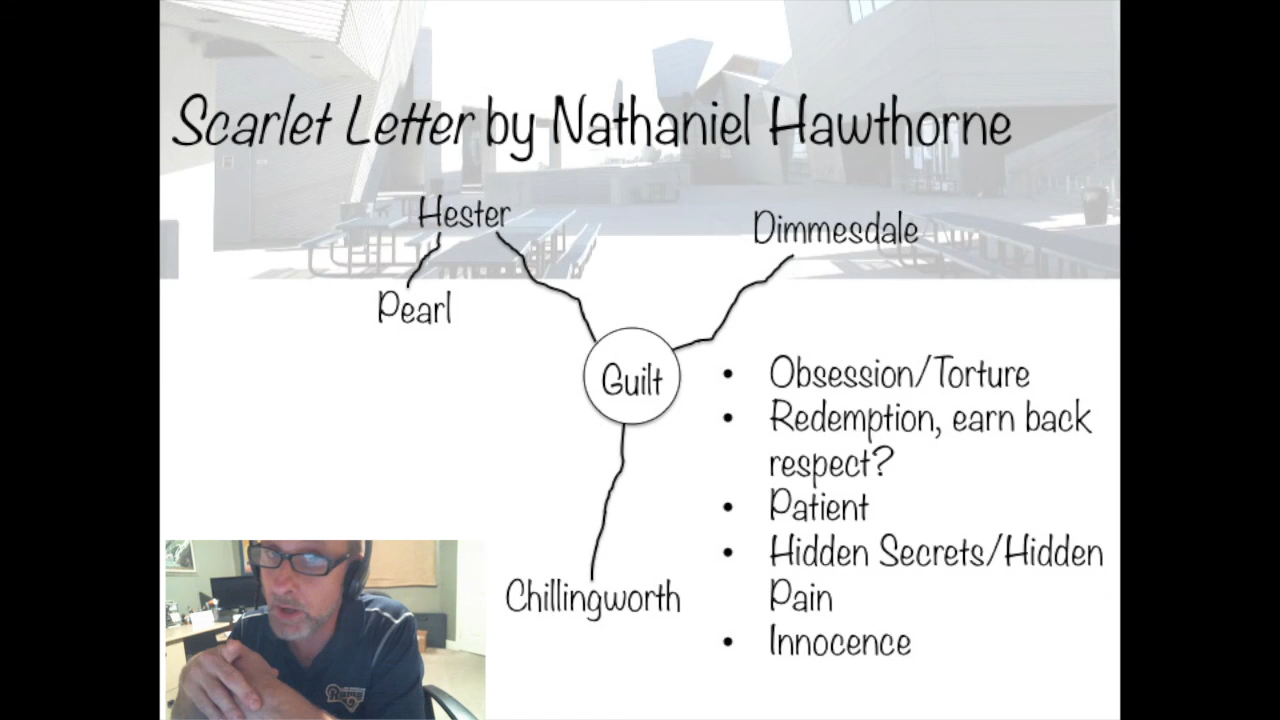 Scarlet Letter by Nathaniel Hawthorne
Hester
Dimmesdale
Pearl
Guilt
• Obsession/Torture
• Redemption, earn back
respect?
• Patient
• Hidden Secrets/Hidden
Pain
• Innocence
Chillingworth
Rams